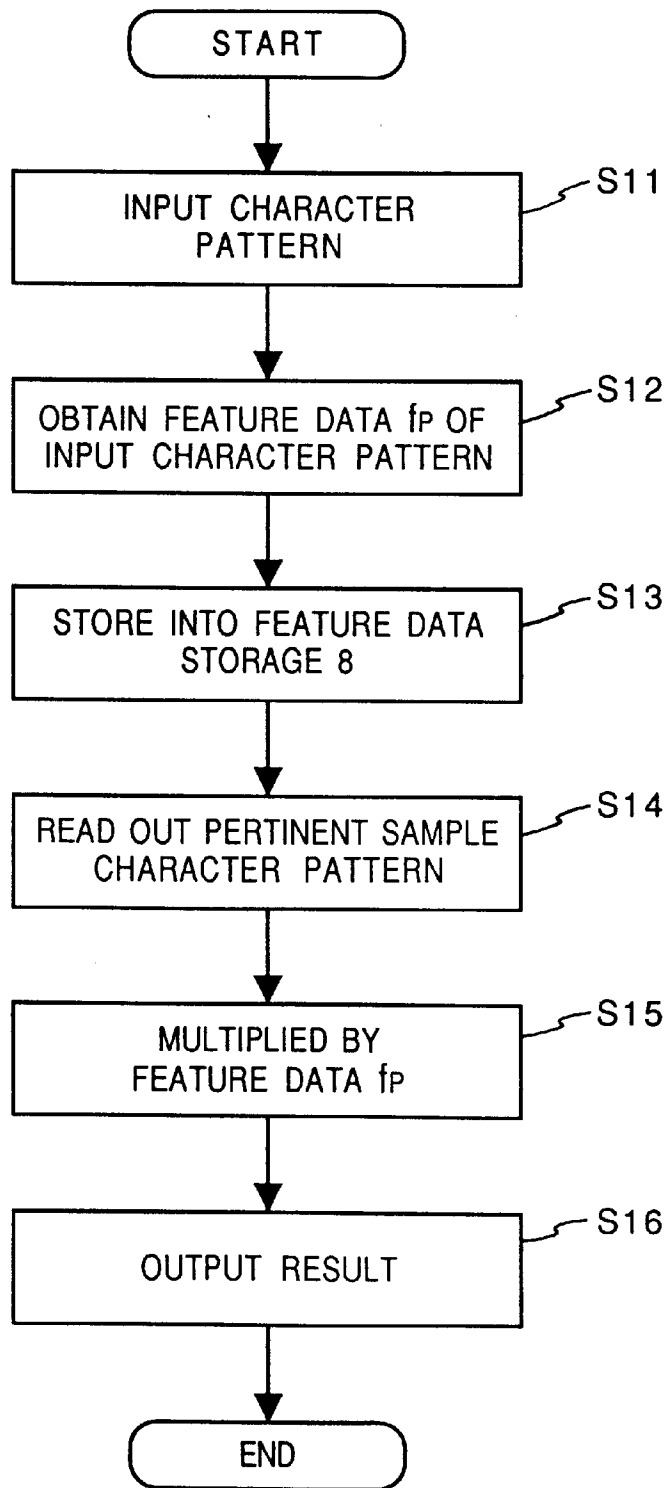 START
INPUT CHARACTER
PATTERN
S11
OBTAIN FEATURE DATA fP OF
INPUT CHARACTER PATTERN
S12
STORE INTO FEATURE DATA
STORAGE 8
S13
READ OUT PERTINENT SAMPLE
CHARACTER PATTERN
S14
MULTIPLIED BY
FEATURE DATA fP
S15
OUTPUT RESULT
S16
END